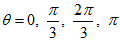 θ = 0, π/3, 2π/3, π